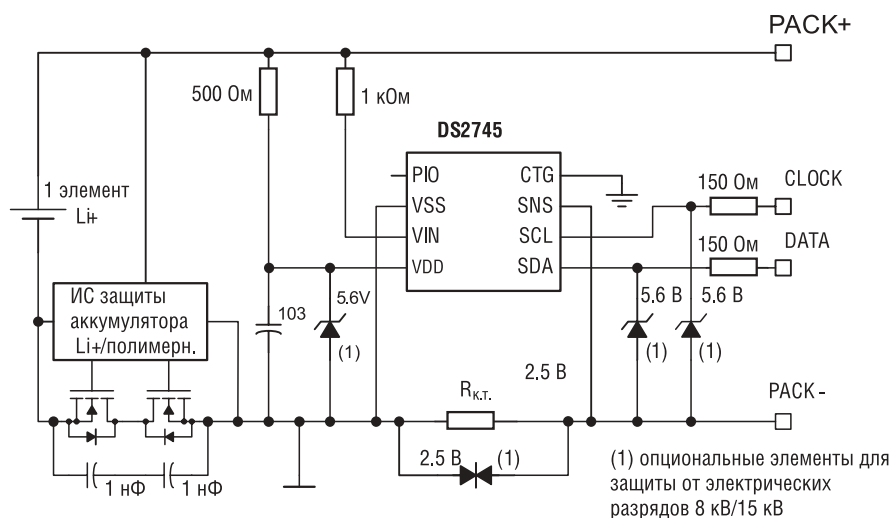 PACK+
500 Ом
1 кОм
DS2745
PIO
VSS
VIN
VDD
CTG
SNS
SCL
SDA
150 Ом
CLOCK
150 Ом
DATA
1 элемент
Li+
ИС защиты
аккумулятора
Li+/полимерн.
103
5.6V
(1)
5.6 В
5.6 В
(1)
(1)
2.5 В
Rк.т.
PACK -
2.5 В
(1)
1 нФ
1 нФ
(1) опциональные элементы для
защиты от электрических
разрядов 8 кВ/15 кВ